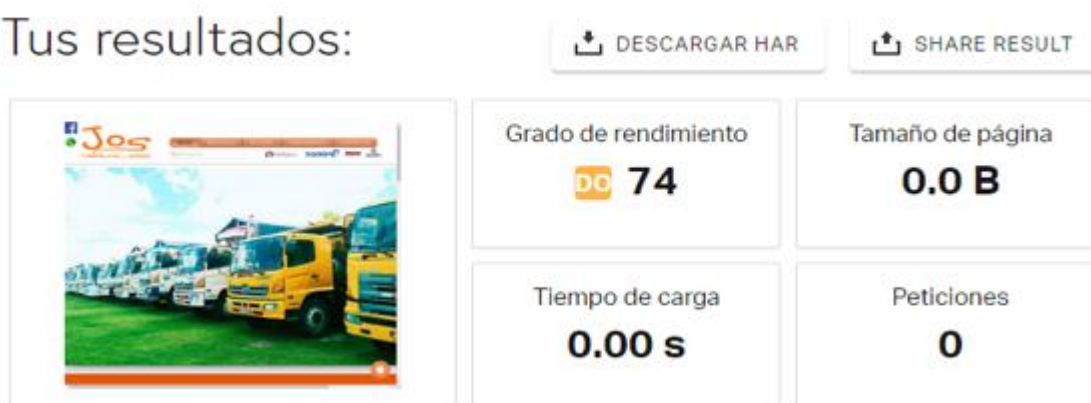 Tus resultados:
DESCARGAR HAR
SHARE RESULT
Jos
Grado de rendimiento
DO 74
Tamaño de página
0.0 B
Tiempo de carga
0.00 s
Peticiones
0